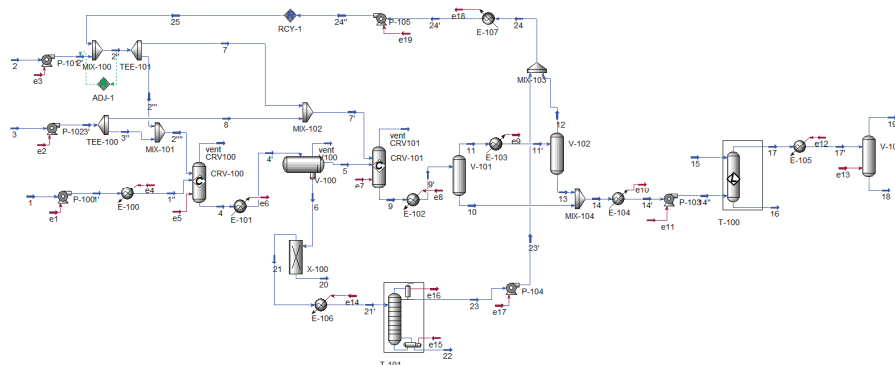 25
RCY-1
24"
P-105
24'
e18
24
E-107
e19
2
P-101
e3
2'
MIX-100
2"
TEE-101
7
ADJ-1
2'"
MIX-103
3
P-102
3'
e2
TEE-100
8
3"
MIX-101
2""
MIX-102
7'
vent
CRV100
CRV-100
vent
V100
V-100
4'
5
vent
CRV101
CRV-101
11
E-103
e9
11'
12
V-102
V-101
1
P-100
1'
e1
E-100
e4
1"
e5
4
E-101
e6
6
e7
9
E-102
9'
e8
10
13
MIX-104
14
E-104
e10
14'
P-103
e11
14"
15
T-100
16
17
E-105
e12
17'
e13
19
18
21
X-100
20
E-106
e14
21'
e16
e15
22
T-101
23
P-104
e17
23'